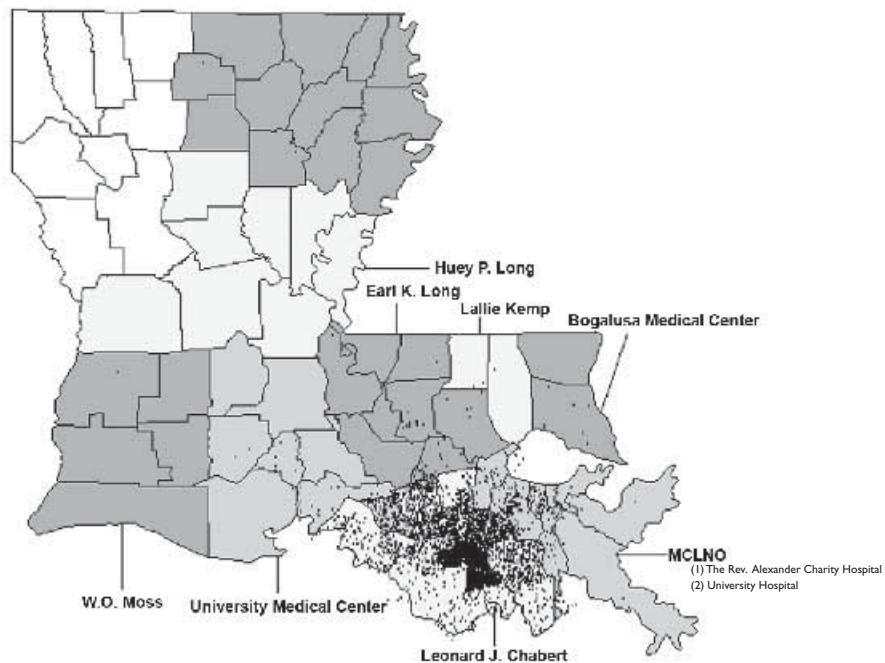 Huey P. Long
Earl K. Long
Lallie Kemp
Bogalusa Medical Center
MCLNO
(1) The Rev. Alexander Charity Hospital
(2) University Hospital
W.O. Moss
University Medical Center
Leonard J. Chabert